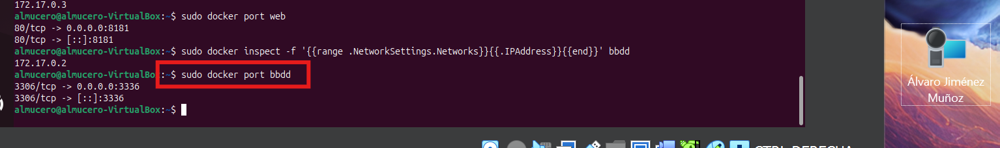 172.17.0.3
almucero@almucero-VirtualBox:~$ sudo docker port web
80/tcp -> 0.0.0.0:8181
80/tcp -> [::]:8181
almucero@almucero-VirtualBox:~$ sudo docker inspect -f '{{range .NetworkSettings.Networks}}{{.IPAddress}}{{end}}' bbdd
172.17.0.2
almucero@almucero-VirtualBox:~$ sudo docker port bbdd
3306/tcp -> 0.0.0.0:3336
3306/tcp -> [::]:3336
almucero@almucero-VirtualBox:~$
Álvaro Jiménez
Muñoz
CTRL DERECHA